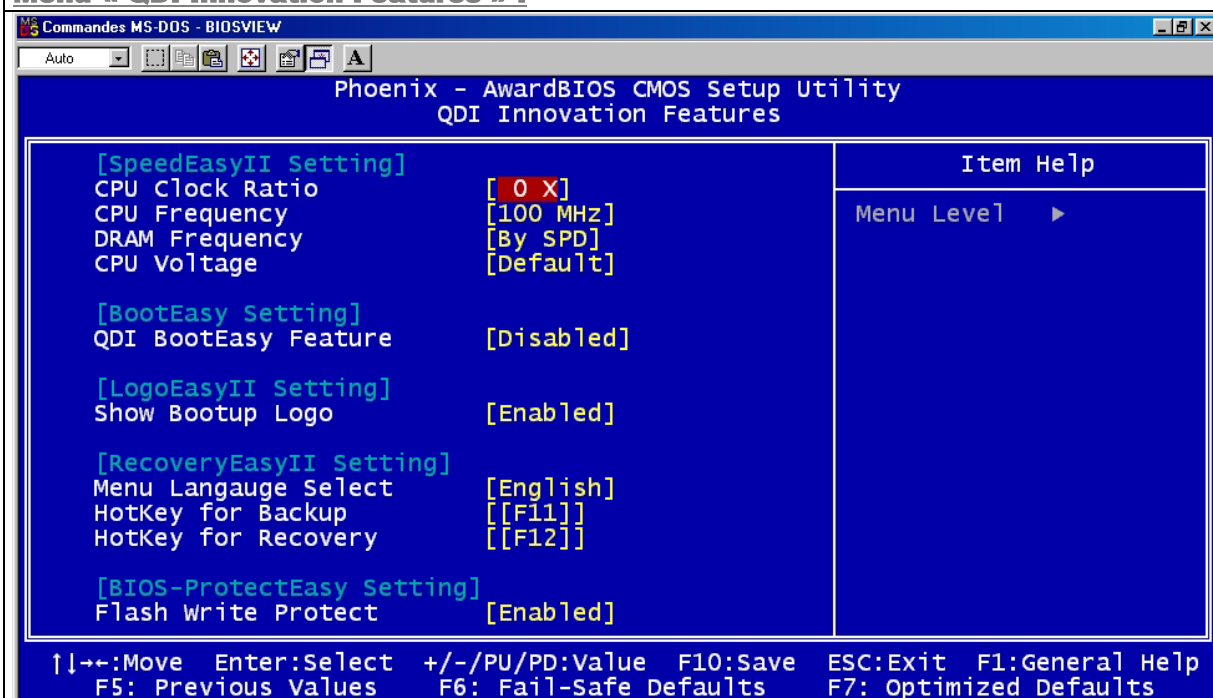 Menu « QDI Innovation Features » :
Commandes MS-DOS - BIOSVIEW
Auto
A
Phoenix - AwardBIOS CMOS Setup Utility
QDI Innovation Features
[SpeedEasyII Setting]
CPU Clock Ratio [ 0 X]
CPU Frequency [100 MHz]
DRAM Frequency [By SPD]
CPU Voltage [Default]
[BootEasy Setting]
QDI BootEasy Feature [Disabled]
[LogoEasyII Setting]
Show Bootup Logo [Enabled]
[RecoveryEasyII Setting]
Menu Langauge Select [English]
HotKey for Backup [[F11]]
HotKey for Recovery [[F12]]
[BIOS-ProtectEasy Setting]
Flash Write Protect [Enabled]
Item Help
Menu Level ▶
↑↓→←:Move Enter:Select +/-/PU/PD:Value F10:Save ESC:Exit F1:General Help
F5: Previous Values F6: Fail-Safe Defaults F7: Optimized Defaults